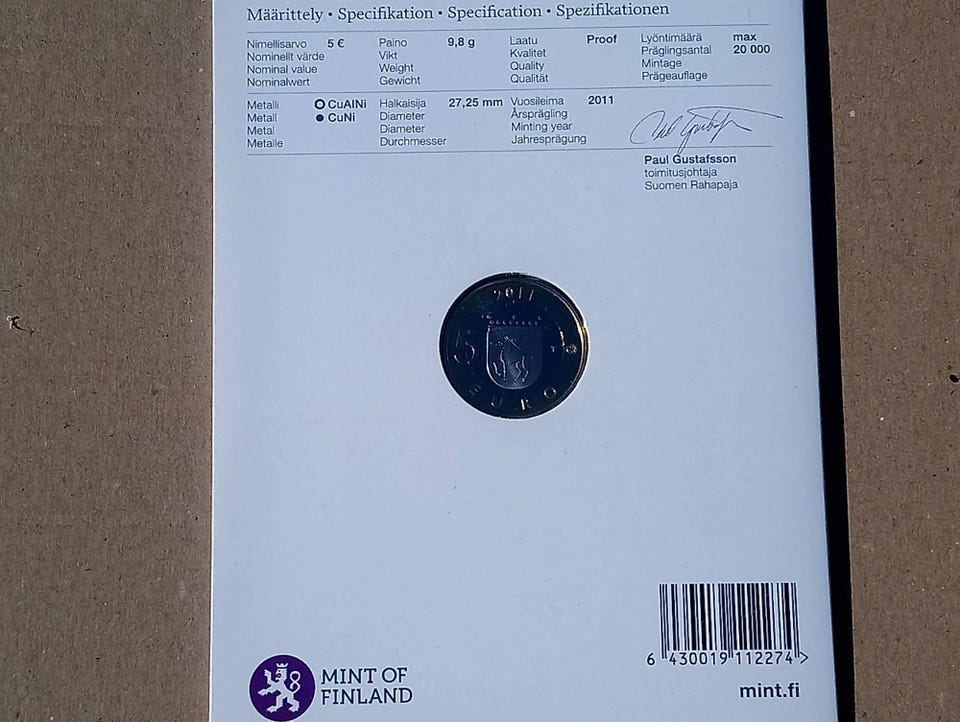 Määrittely • Specifikation • Specification • Spezifikationen
Nimellisarvo 5 € Paino 9,8 g Laatu Proof Lyöntimäärä max
Nominellt värde Vikt Kvalitet Präglingsantal 20 000
Nominal value Weight Quality Mintage
Nominalwert Gewicht Qualität Prägeauflage
Metalli CuAlNi Halkaisija 27,25 mm Vuosileima 2011
Metall CuNi Diameter Årsprägling
Metal Diameter Minting year
Metalle Durchmesser Jahresprägung
Paul Gustafsson
toimitusjohtaja
Suomen Rahapaja
2011
5
EURO
6 430019 112274 >
MINT OF
FINLAND
mint.fi